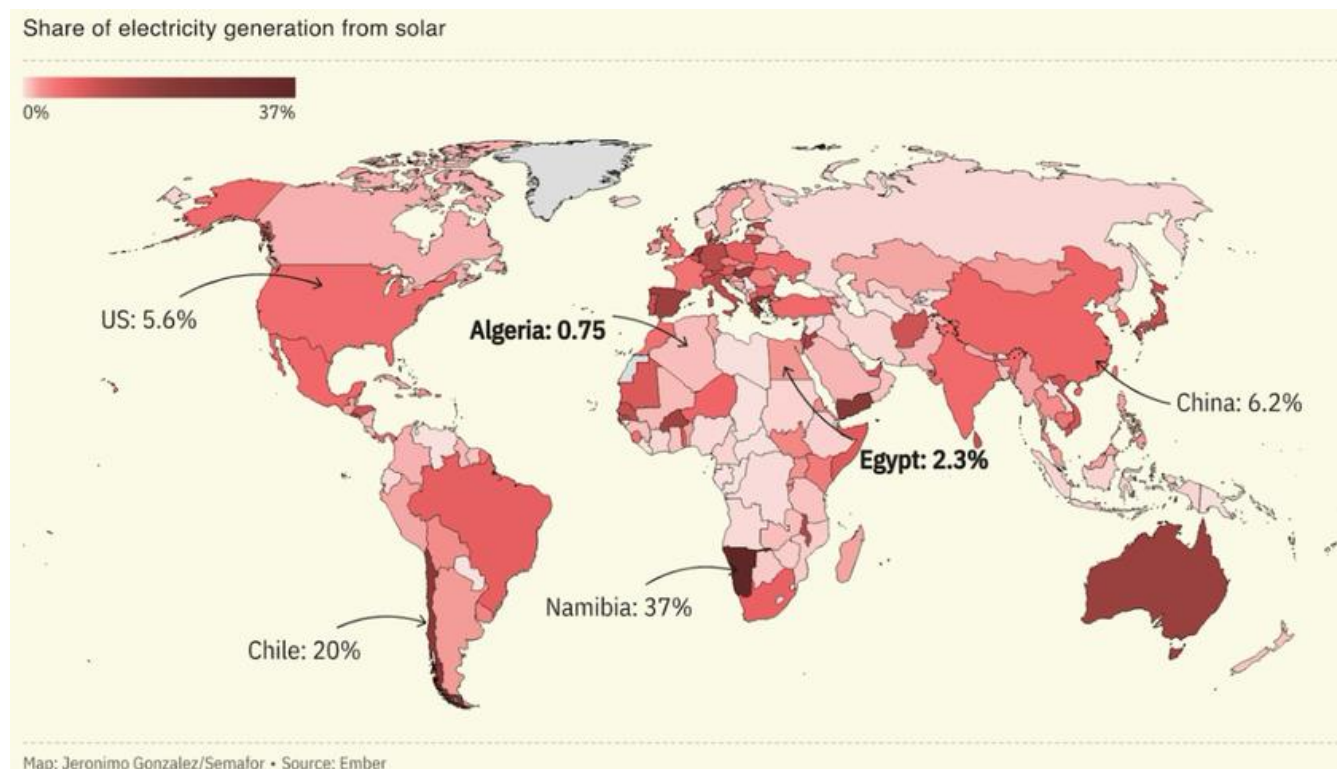 Share of electricity generation from solar
0% 37%
US: 5.6%
Algeria: 0.75
China: 6.2%
Egypt: 2.3%
Namibia: 37%
Chile: 20%
Map: Jeronimo Gonzalez/Semafor • Source: Ember